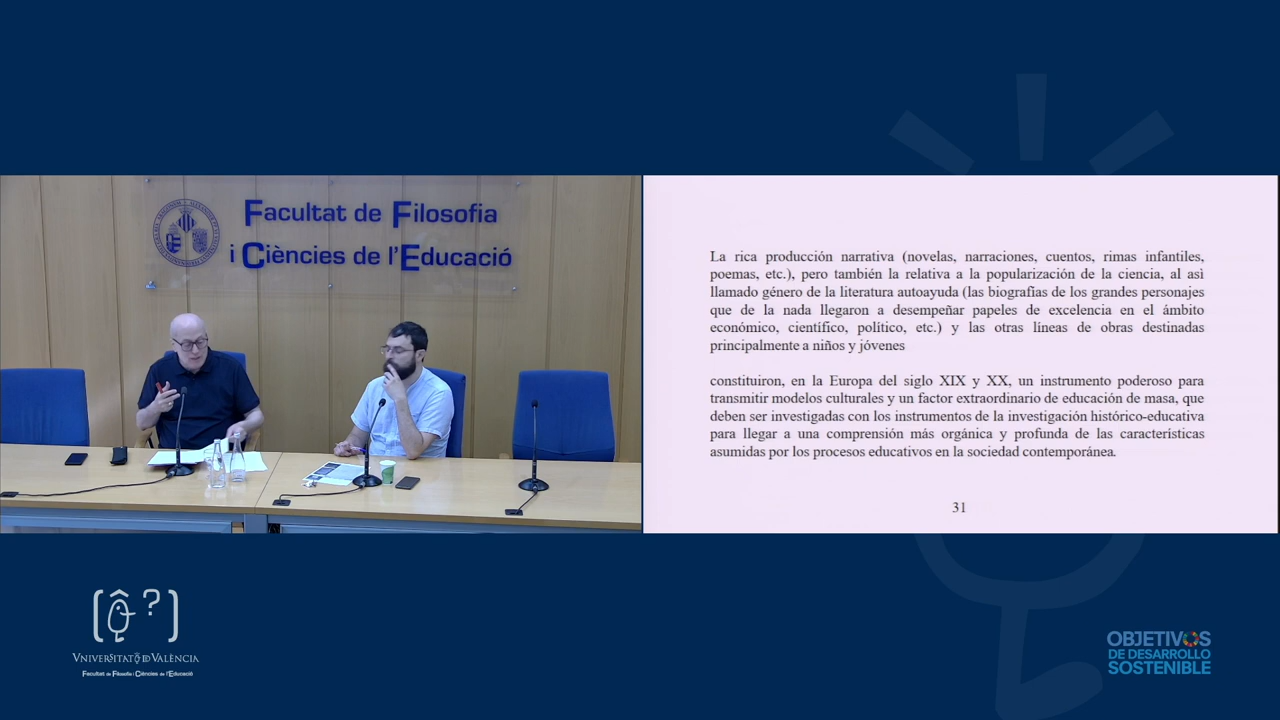 Facultat de Filosofia
i Ciències de l'Educació
La rica producción narrativa (novelas, narraciones, cuentos, rimas infantiles,
poemas, etc.), pero también la relativa a la popularización de la ciencia, al asi
llamado género de la literatura autoayuda (las biografías de los grandes personajes
que de la nada llegaron a desempeñar papeles de excelencia en el ámbito
económico, científico, político, etc.) y las otras líneas de obras destinadas
principalmente a niños y jóvenes
constituiron, en la Europa del siglo XIX y XX, un instrumento poderoso para
transmitir modelos culturales y un factor extraordinario de educación de masa, que
deben ser investigadas con los instrumentos de la investigación histórico-educativa
para llegar a una comprensión más orgánica y profunda de las características
asumidas por los procesos educativos en la sociedad contemporánea.
31
VNIVERSITAT ID VALÈNCIA
Facultat de Filosofia i Ciències de l'Educació
OBJETIVOS
DE DESARROLLO
SOSTENIBLE